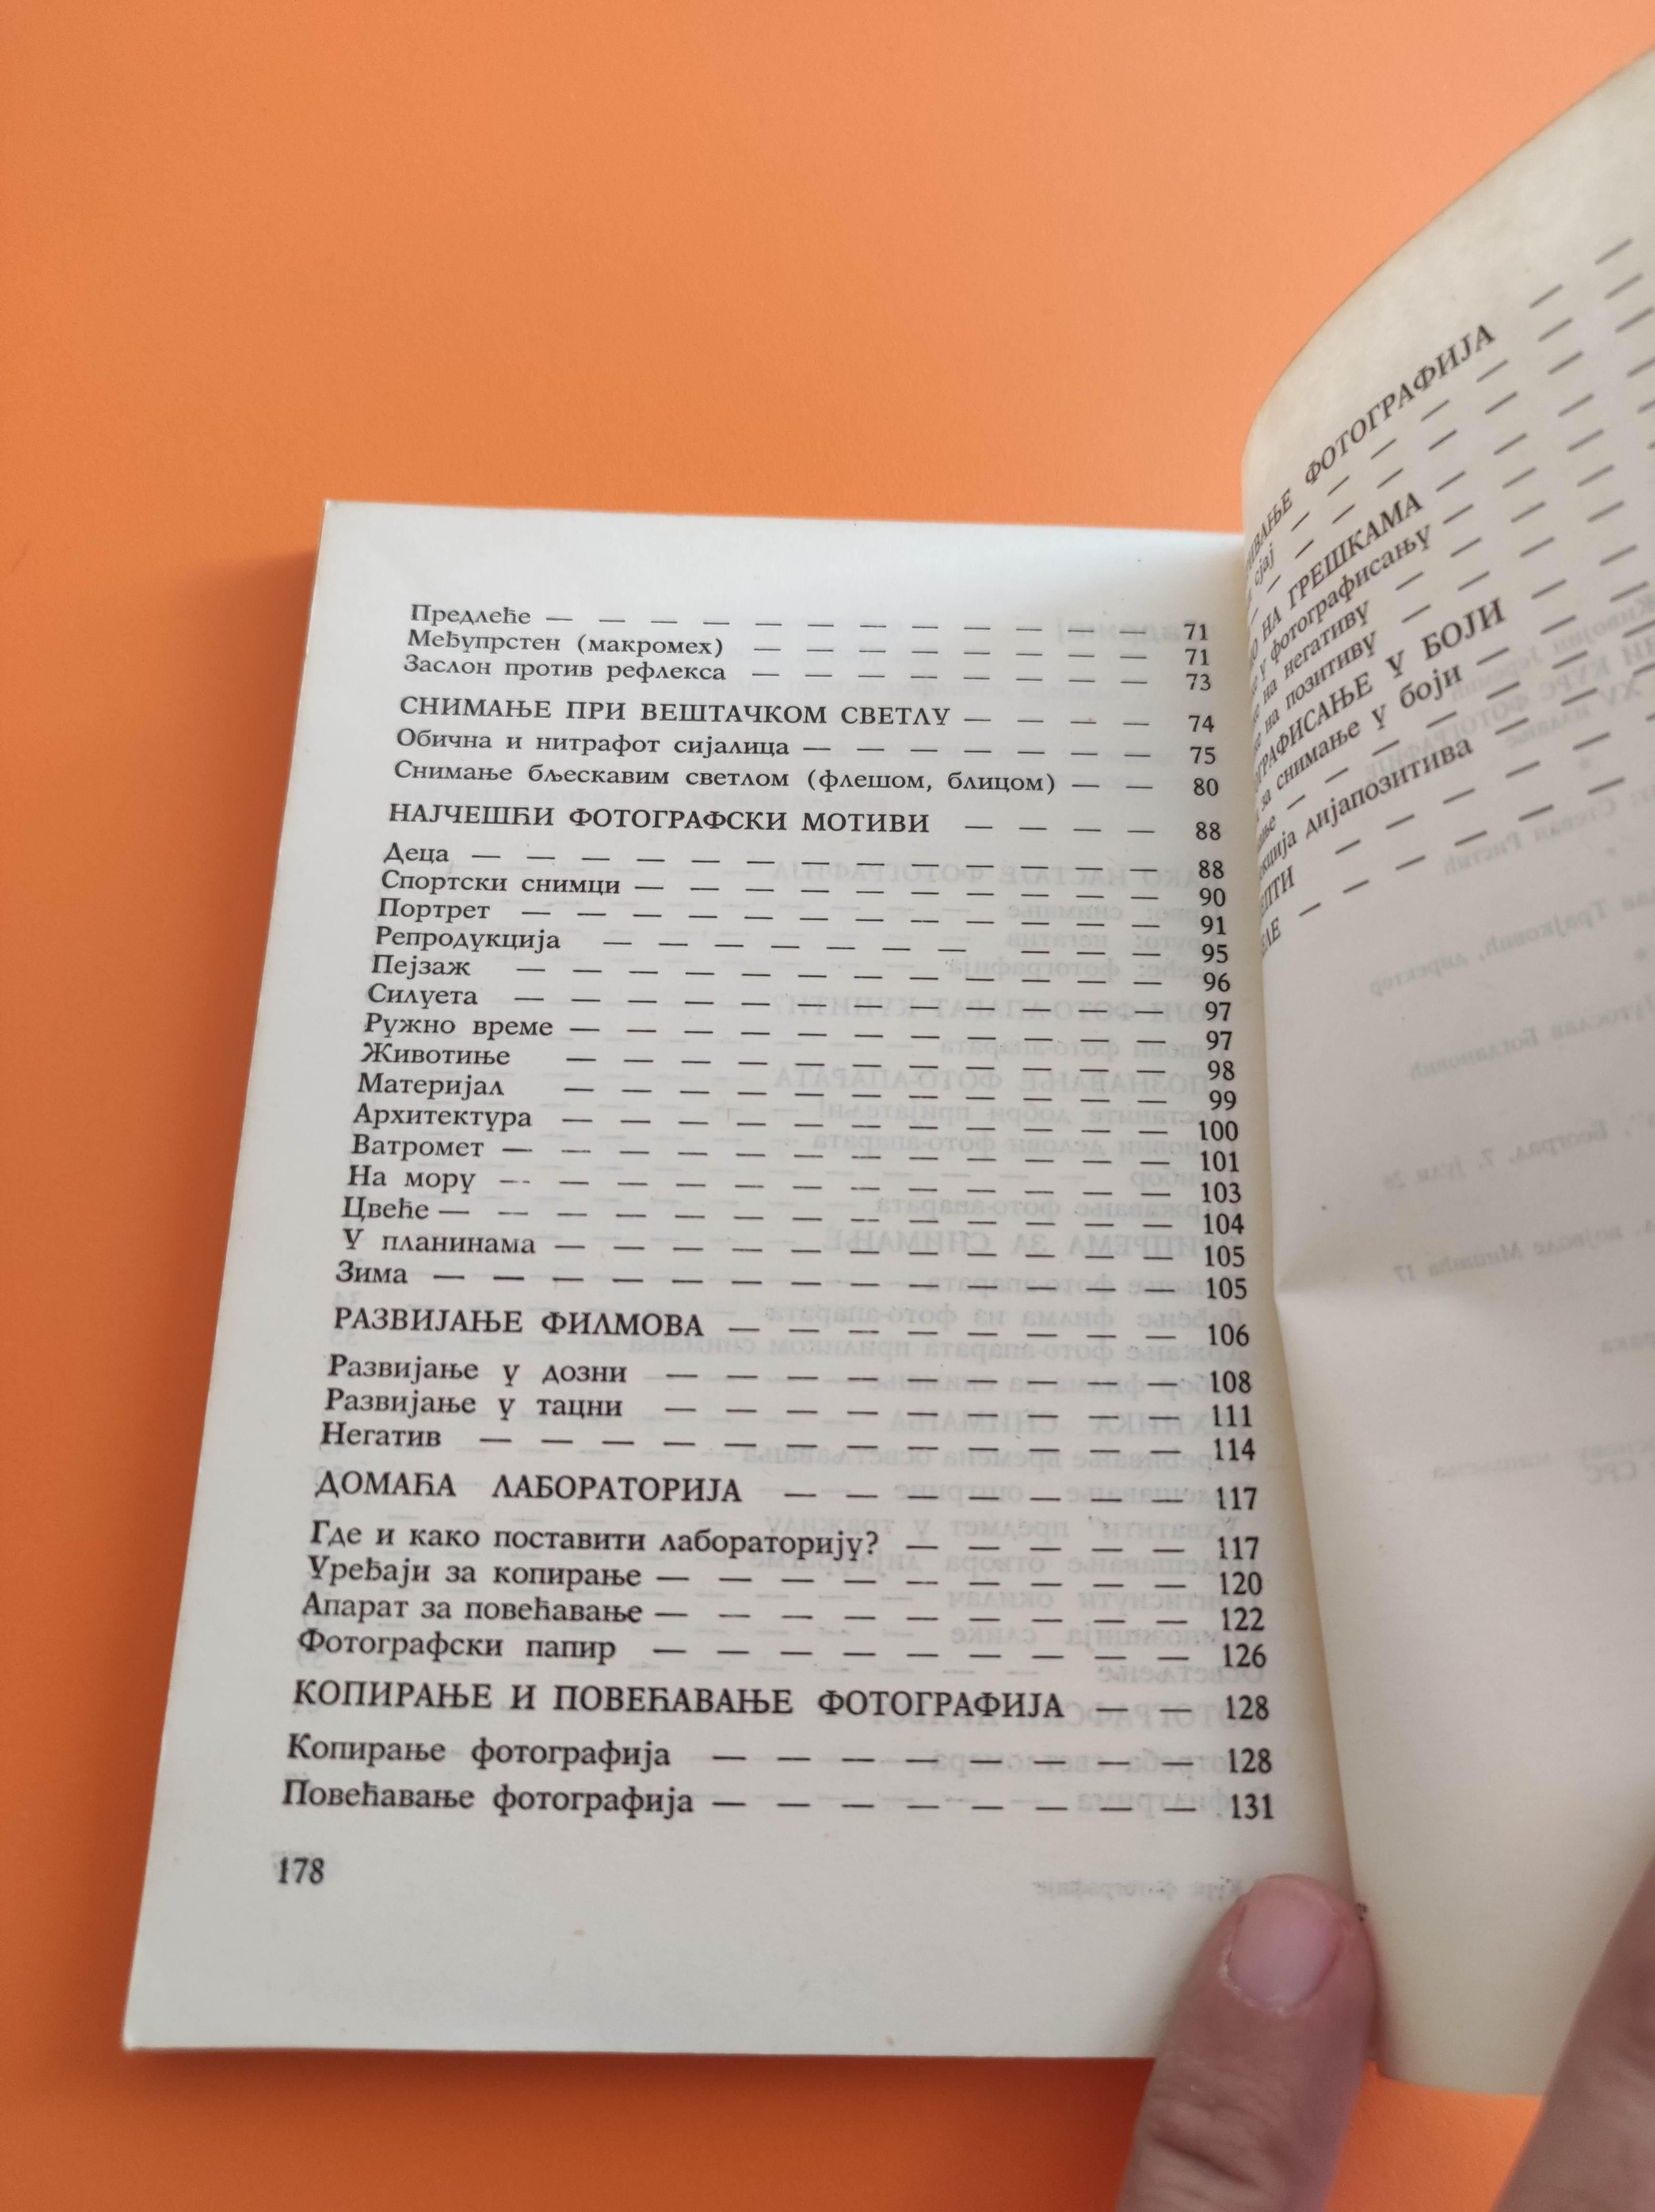 Предлеће — — — — — — — — — — — 71
Међупрстен (макромех) — — — — — — — 71
Заслон против рефлекса — — — — — — — 73
СНИМАЊЕ ПРИ ВЕШТАЧКОМ СВЕТЛУ — — — — 74
Обична и нитрафот сијалица — — — — — — 75
Снимање бљескавим светлом (флешом, блицом) — — 80
НАЈЧЕШЋИ ФОТОГРАФСКИ МОТИВИ — — — — 88
Деца — — — — — — — — — — — — 88
Спортски снимци — — — — — — — — — 90
Портрет — — — — — — — — — — — 91
Репродукција — — — — — — — — — — 95
Пејзаж — — — — — — — — — — — 96
Силуета — — — — — — — — — — — 97
Ружно време — — — — — — — — — — 97
Животиње — — — — — — — — — — 98
Материјал — — — — — — — — — — 99
Архитектура — — — — — — — — — — — 100
Ватромет — — — — — — — — — — — — 101
На мору — — — — — — — — — — — — 103
Цвеће — — — — — — — — — — — — — 104
У планинама — — — — — — — — — — — 105
Зима — — — — — — — — — — — — — 105
РАЗВИЈАЊЕ ФИЛМОВА — — — — — — — — 106
Развијање у дозни — — — — — — — — — 108
Развијање у тацни — — — — — — — — — 111
Негатив — — — — — — — — — — — — 114
ДОМАЋА ЛАБОРАТОРИЈА — — — — — — — 117
Где и како поставити лабораторију? — — — — — 117
Уређаји за копирање — — — — — — — — — 120
Апарат за повећавање — — — — — — — — — 122
Фотографски папир — — — — — — — — — 126
КОПИРАЊЕ И ПОВЕЋАВАЊЕ ФОТОГРАФИЈА — — 128
Копирање фотографија — — — — — — — — 128
Повећавање фотографија — — — — — — — — 131
178
ФОТОГРАФИЈА — —
сјај — — — —
НА ГРЕШКАМА — —
у фотографисању — —
на негативу — —
на позитиву — —
У БОЈИ — —
за снимање у боји — —
дијапозитива — —